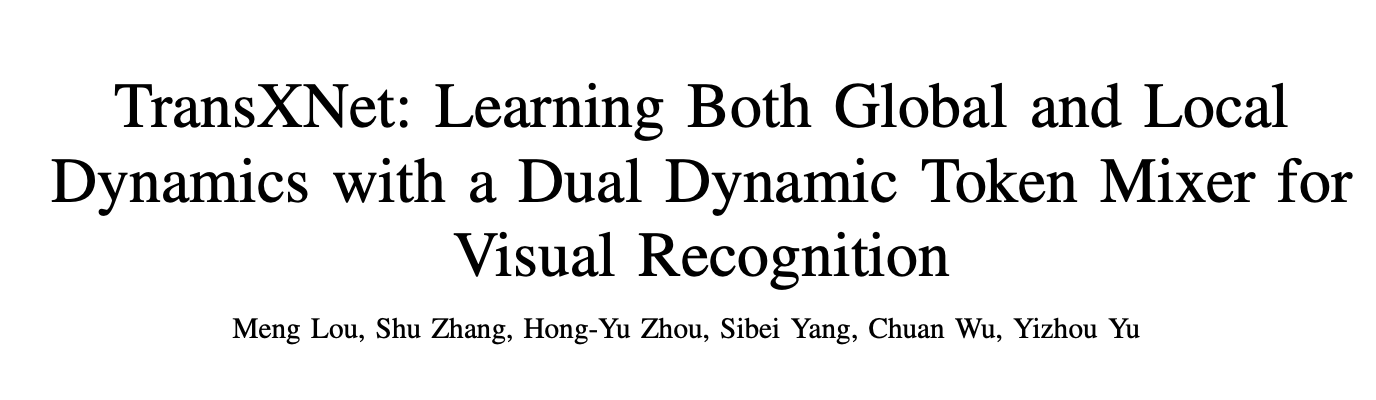 TransXNet: Learning Both Global and Local
Dynamics with a Dual Dynamic Token Mixer for
Visual Recognition
Meng Lou, Shu Zhang, Hong-Yu Zhou, Sibei Yang, Chuan Wu, Yizhou Yu